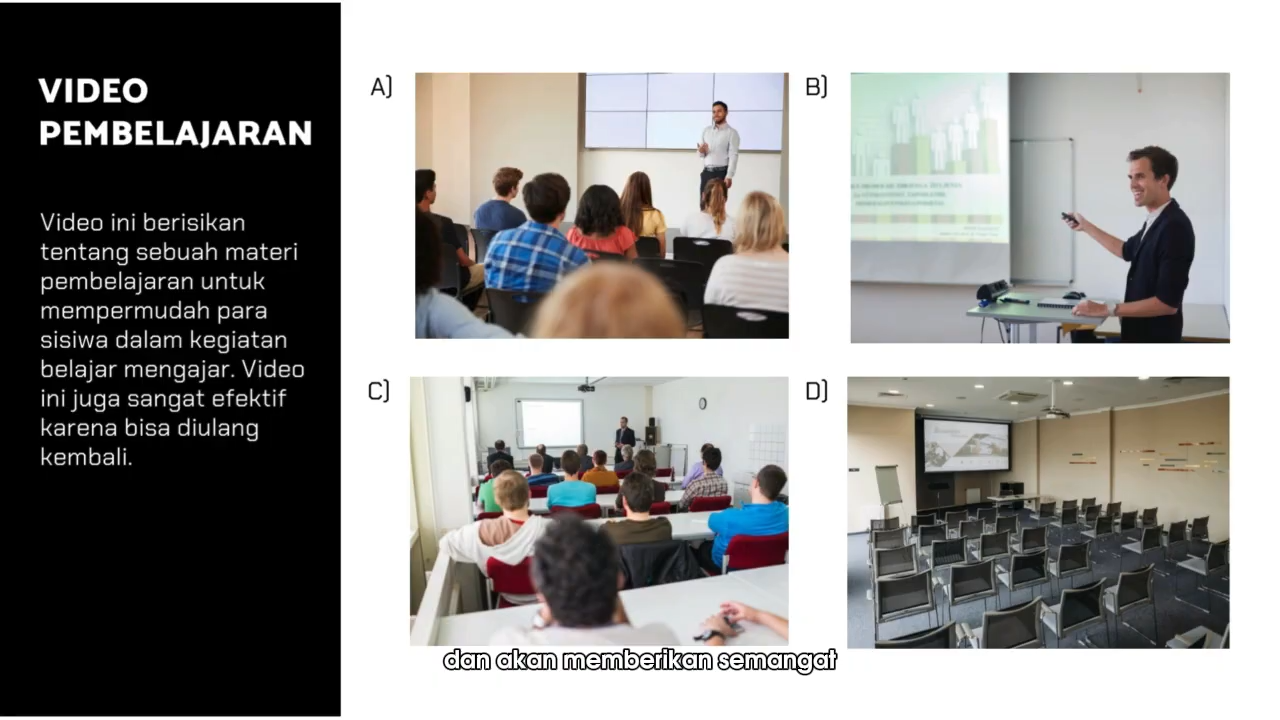 VIDEO
PEMBELAJARAN
Video ini berisikan
tentang sebuah materi
pembelajaran untuk
mempermudah para
sisiwa dalam kegiatan
belajar mengajar. Video
ini juga sangat efektif
karena bisa diulang
kembali.
A)
B)
C)
D)
dan akan memberikan semangat